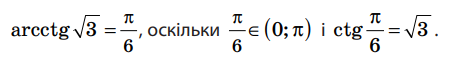 arcctg√3 = π/6, оскільки π/6 ∈ (0; π) і ctg π/6 = √3.